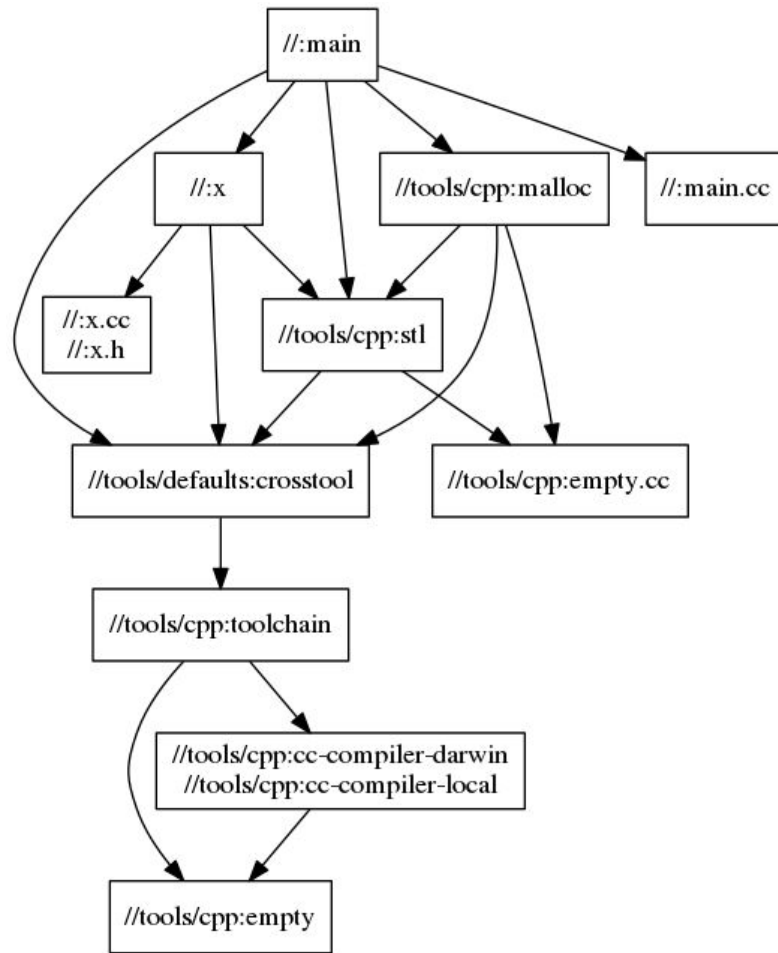 //:main
//:x
//tools/cpp:malloc
//:main.cc
//:x.cc
//:x.h
//tools/cpp:stl
//tools/defaults:crosstool
//tools/cpp:empty.cc
//tools/cpp:toolchain
//tools/cpp:cc-compiler-darwin
//tools/cpp:cc-compiler-local
//tools/cpp:empty